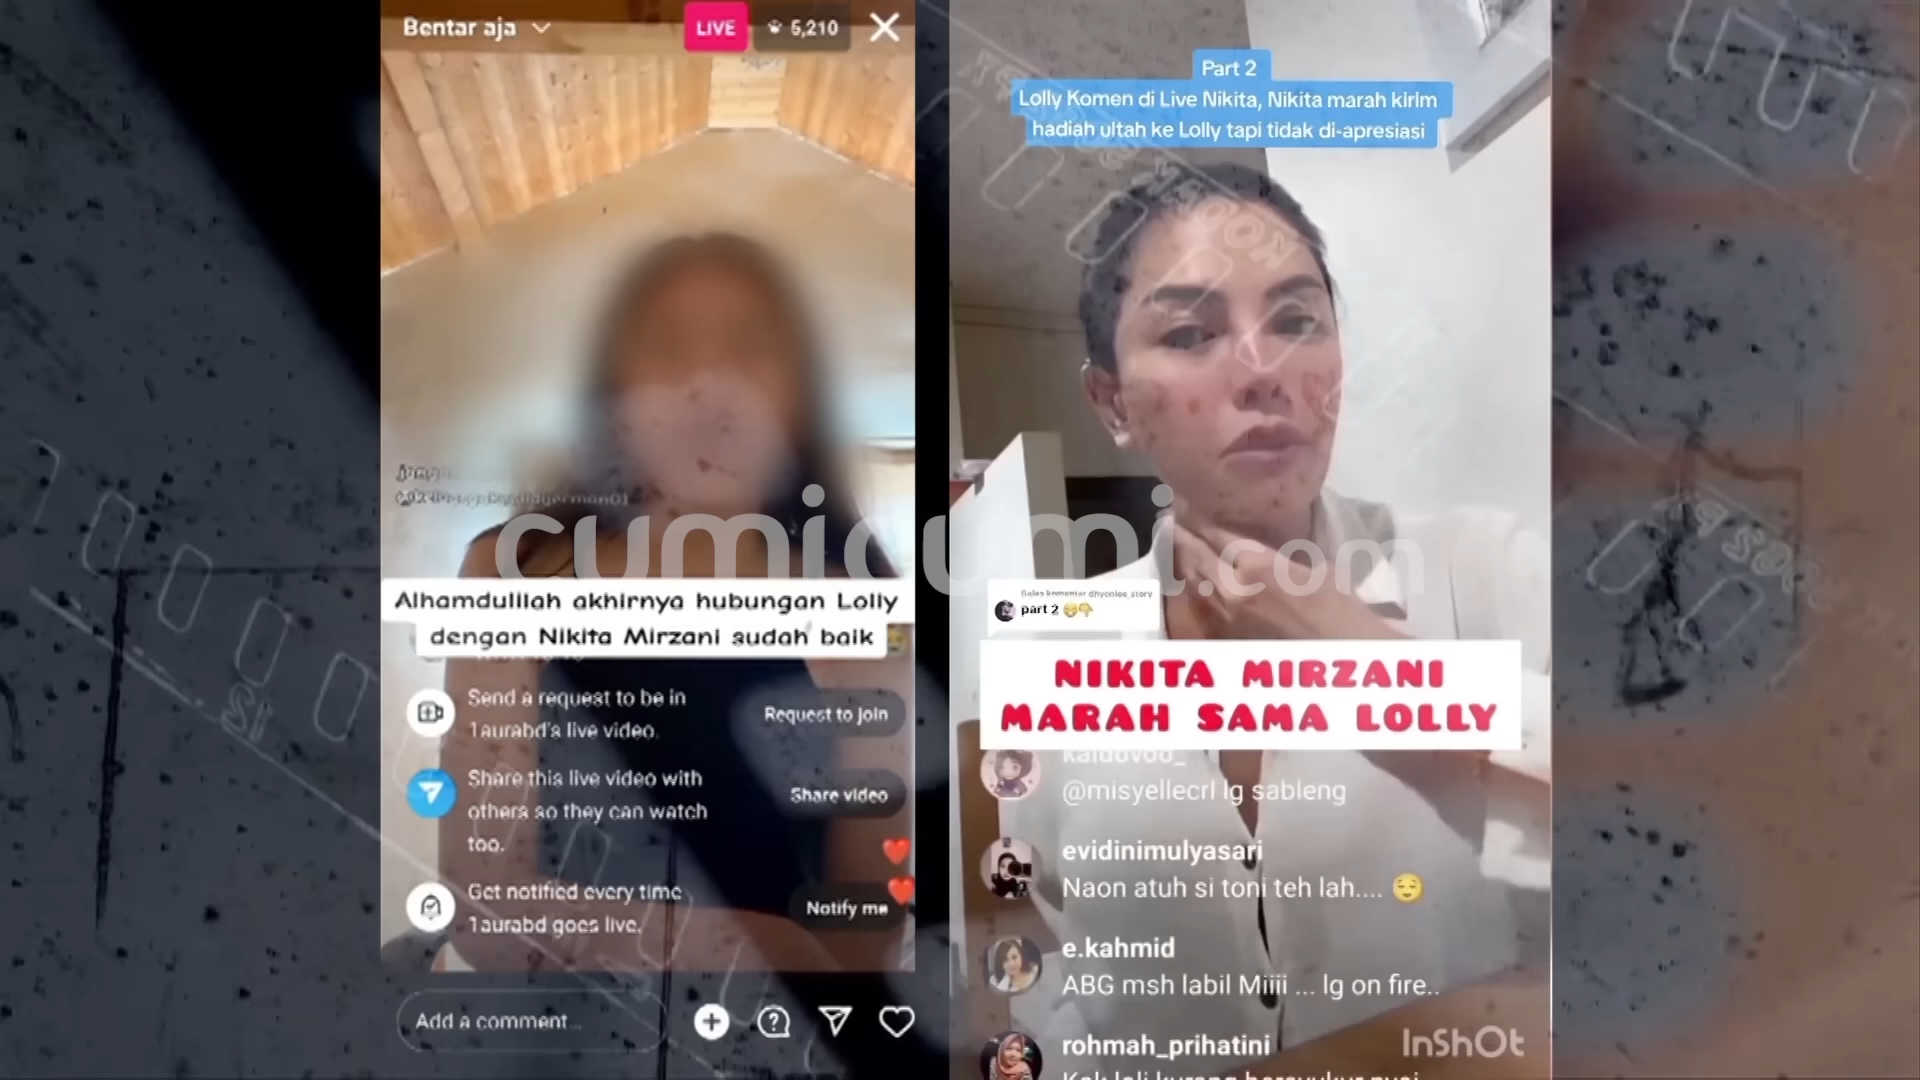 Bentar aja
LIVE
5,210
Alhamdulilah akhirnya hubungan Lolly
dengan Nikita Mirzani sudah baik
Send a request to be in
1aurabd's live video.
Request to join
Share this live video with
others so they can watch
too.
Share video
Get notified every time
1aurabd goes live.
Notify me
Add a comment...
Part 2
Lolly Komen di Live Nikita, Nikita marah kirim
hadiah ultah ke Lolly tapi tidak di-apresiasi
cumicumi.com
Balas komentar dhyonlee_story
part 2 😁👇
NIKITA MIRZANI
MARAH SAMA LOLLY
@misyellecrl lg sableng
evidinimulyasari
Naon atuh si toni teh lah.... 😌
e.kahmid
ABG msh labil Miiii ... lg on fire..
rohmah_prihatini
InShOt